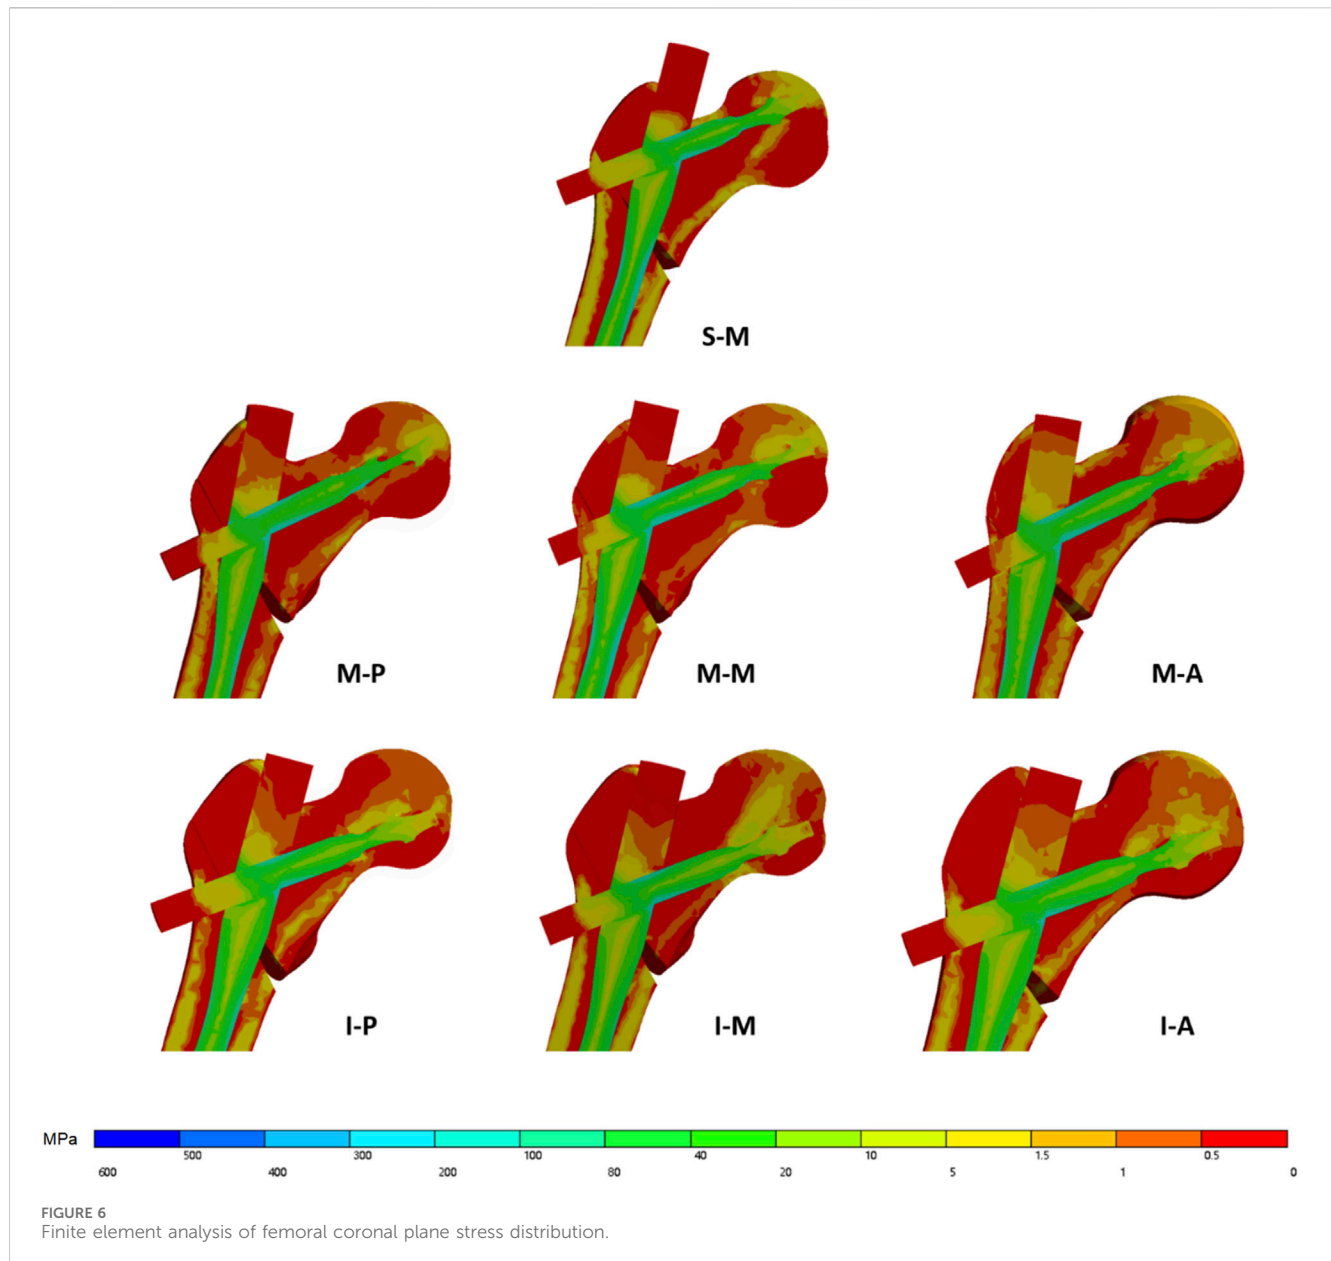 S-M
M-P M-M M-A
I-P I-M I-A
MPa
500 300 100 40 10 1.5 0.5
600 400 200 80 20 5 1 0
FIGURE 6
Finite element analysis of femoral coronal plane stress distribution.